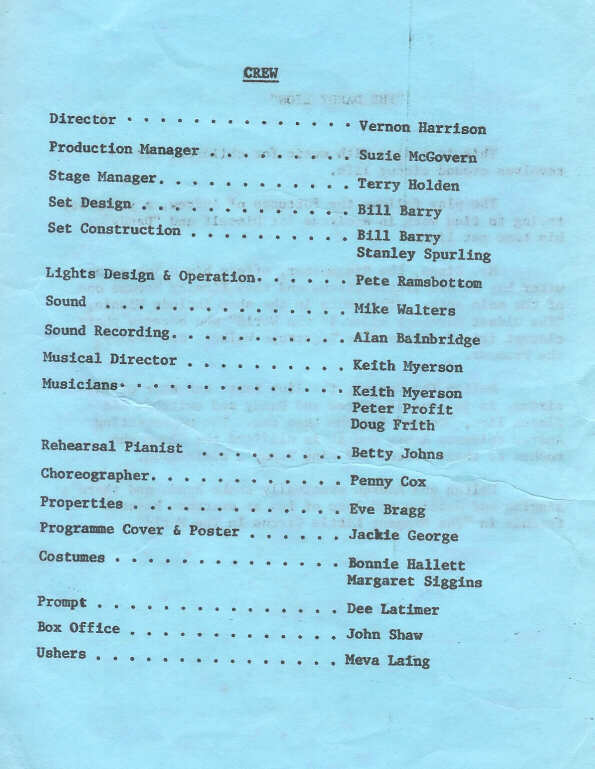 CREW
Director . . . . . . . . . . . . . . Vernon Harrison
Production Manager . . . . . . . . . Suzie McGovern
Stage Manager. . . . . . . . . . . . Terry Holden
Set Design . . . . . . . . . . . . . Bill Barry
Set Construction . . . . . . . . . . Bill Barry
Stanley Spurling
Lights Design & Operation. . . . . . Pete Ramsbottom
Sound . . . . . . . . . . . . . . . Mike Walters
Sound Recording. . . . . . . . . . . Alan Bainbridge
Musical Director . . . . . . . . . . Keith Myerson
Musicians. . . . . . . . . . . . . . Keith Myerson
Peter Profit
Doug Frith
Rehearsal Pianist . . . . . . . . . Betty Johns
Choreographer. . . . . . . . . . . . Penny Cox
Properties . . . . . . . . . . . . . Eve Bragg
Programme Cover & Poster . . . . . . Jackie George
Costumes . . . . . . . . . . . . . . Bonnie Hallett
Margaret Siggins
Prompt . . . . . . . . . . . . . . . Dee Latimer
Box Office . . . . . . . . . . . . . John Shaw
Ushers . . . . . . . . . . . . . . . Meva Laing